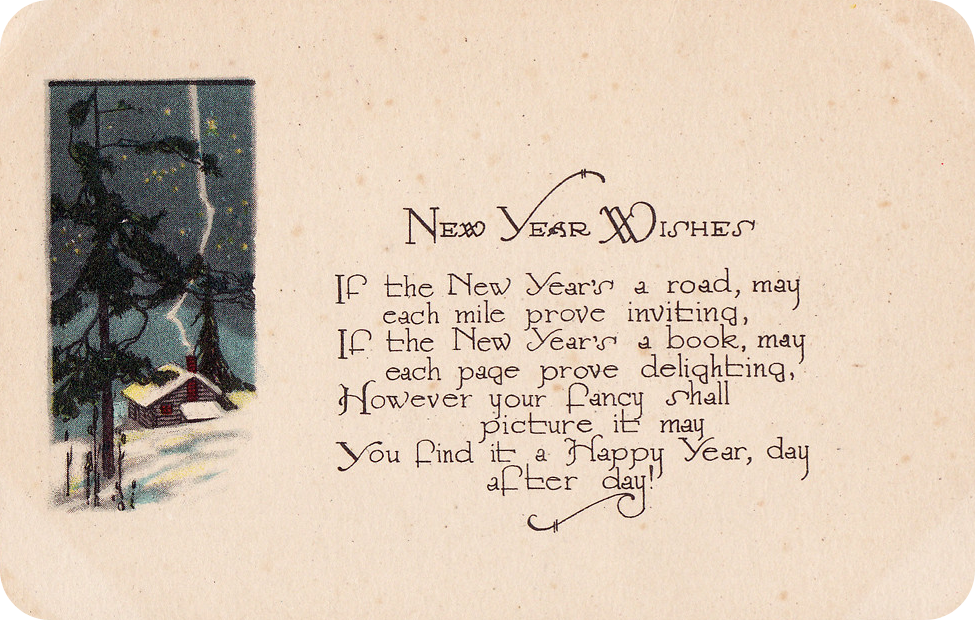 New Year Wishes
If the New Year's a road, may
each mile prove inviting,
If the New Year's a book, may
each page prove delighting,
However your fancy shall
picture it may
You find it a Happy Year, day
after day!